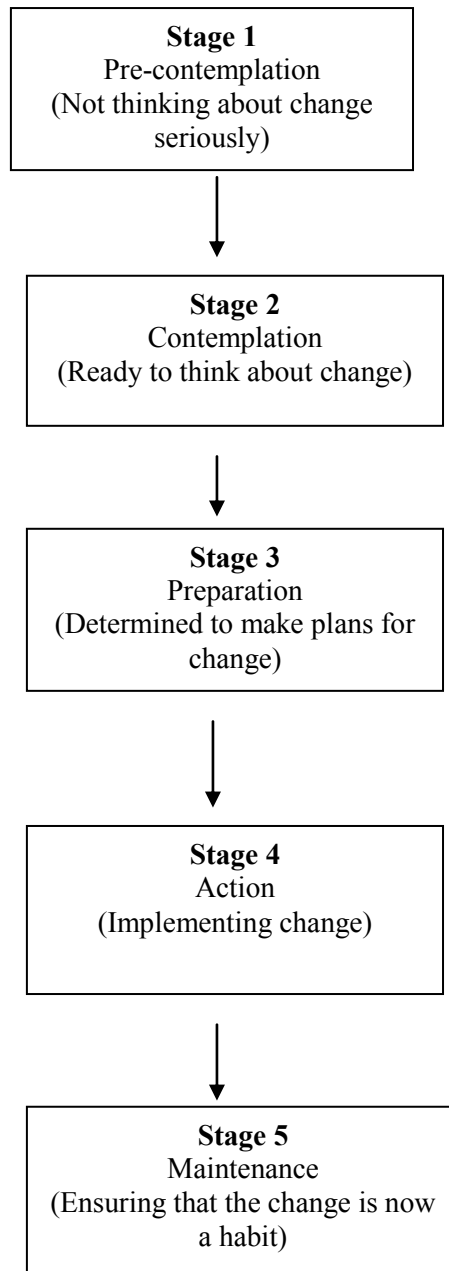 Stage 1
Pre-contemplation
(Not thinking about change
seriously)
Stage 2
Contemplation
(Ready to think about change)
Stage 3
Preparation
(Determined to make plans for
change)
Stage 4
Action
(Implementing change)
Stage 5
Maintenance
(Ensuring that the change is now
a habit)